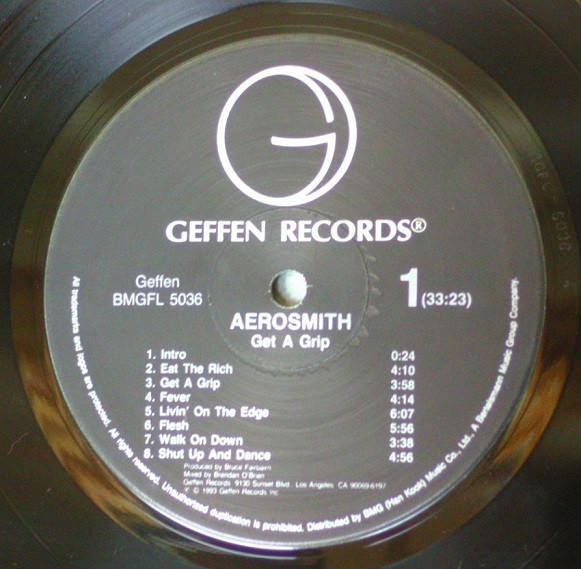 G
GEFFEN RECORDS®
Geffen
BMGFL 5036
1 (33:23)
AEROSMITH
Get A Grip
1. Intro 0:24
2. Eat The Rich 4:10
3. Get A Grip 3:58
4. Fever 4:14
5. Livin' On The Edge 6:07
6. Flesh 5:56
7. Walk On Down 3:38
8. Shut Up And Dance 4:56
Produced by Bruce Fairbairn
Mixed by Brendan O'Brian
Geffen Records 9130 Sunset Blvd. Los Angeles CA 90069-6197
℗ © 1993 Geffen Records Inc
All trademarks and logos are protected. All rights reserved. Unauthorized duplication is prohibited. Distributed by BMG (Han Kook) Music Co., Ltd., A Bertelsmann Music Group Company.